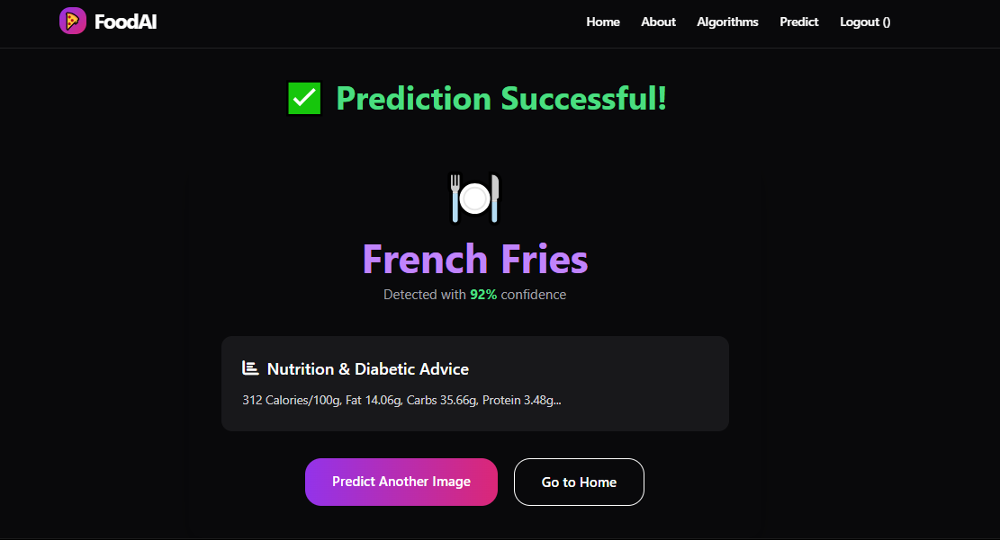 FoodAI
Home About Algorithms Predict Logout ()
Prediction Successful!
French Fries
Detected with 92% confidence
Nutrition & Diabetic Advice
312 Calories/100g, Fat 14.06g, Carbs 35.66g, Protein 3.48g...
Predict Another Image Go to Home